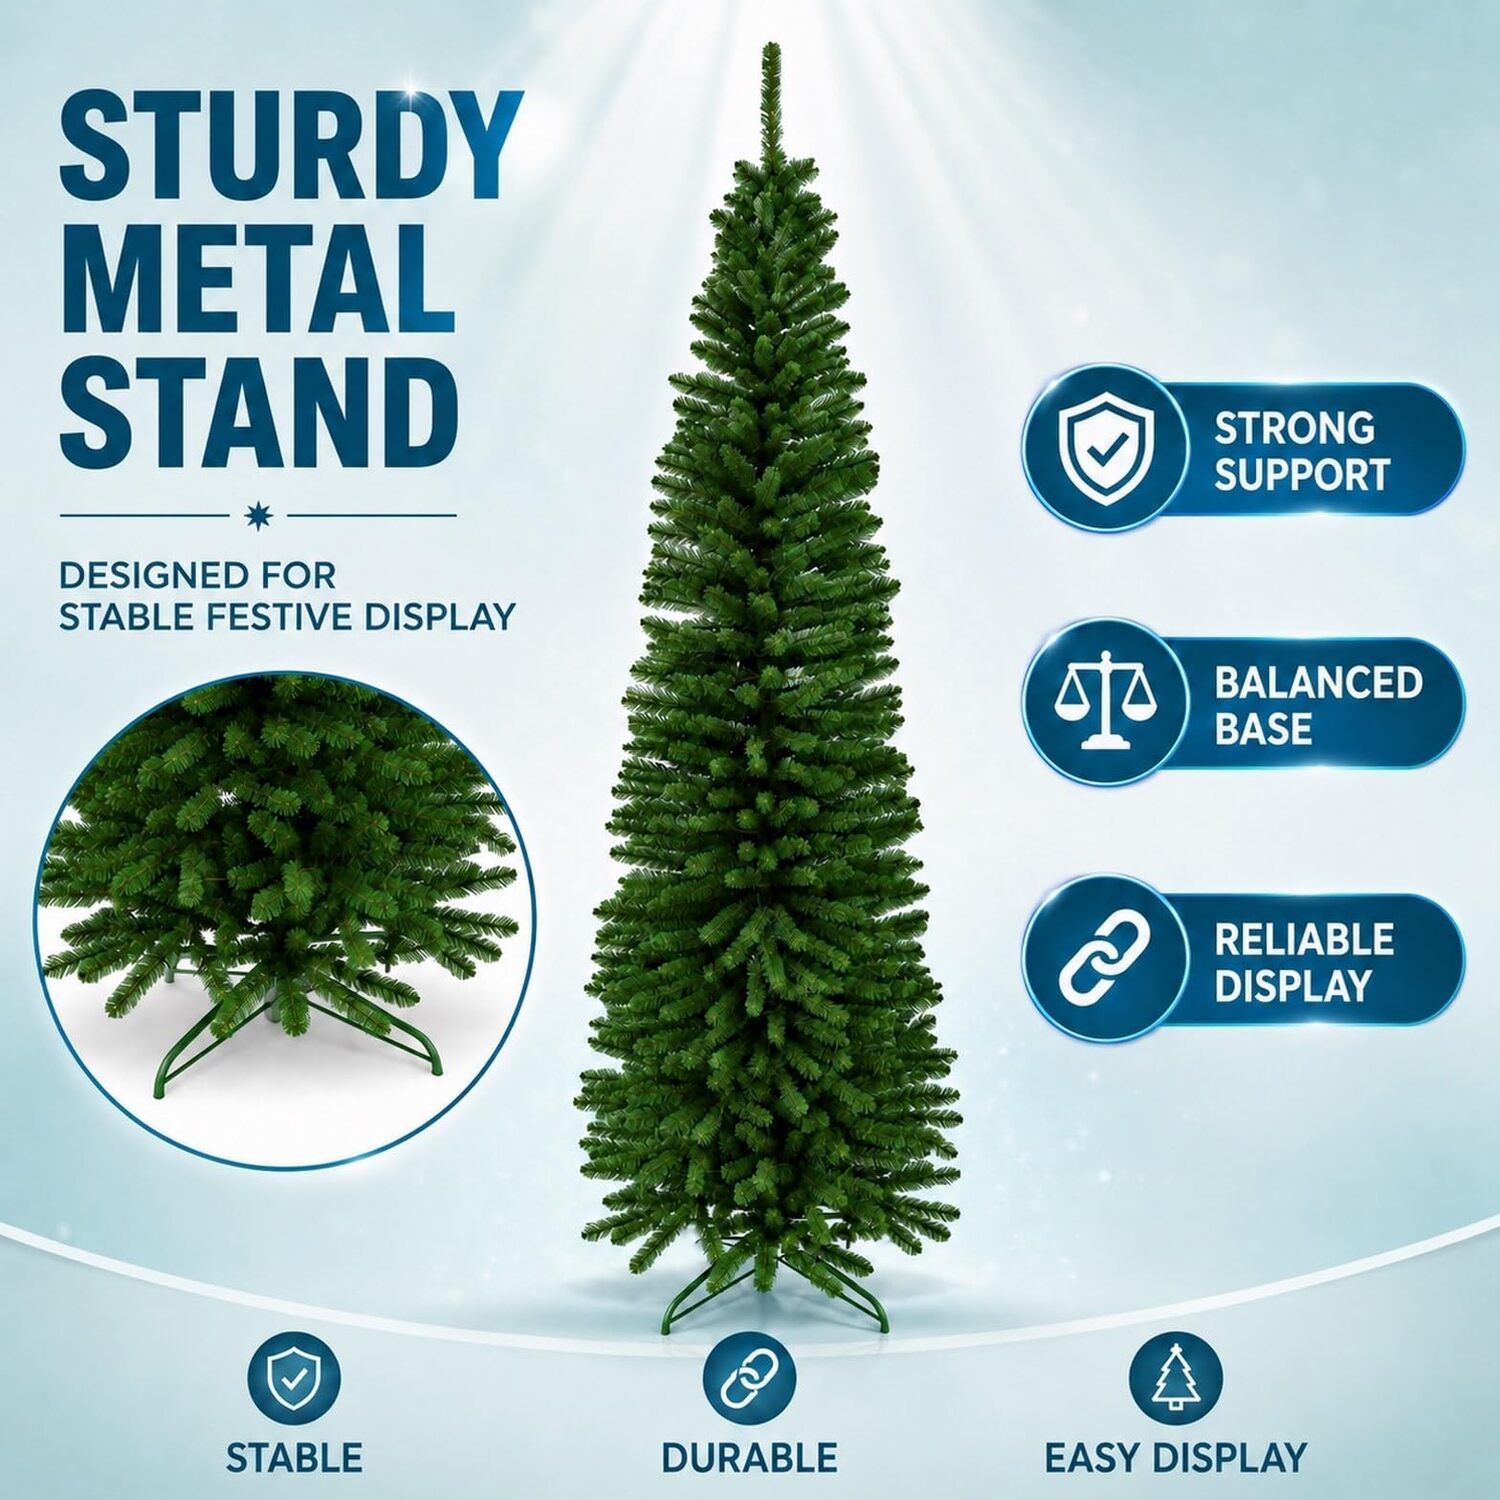 STURDY
METAL
STAND
DESIGNED FOR
STABLE FESTIVE DISPLAY
STRONG
SUPPORT
BALANCED
BASE
RELIABLE
DISPLAY
STABLE
DURABLE
EASY DISPLAY